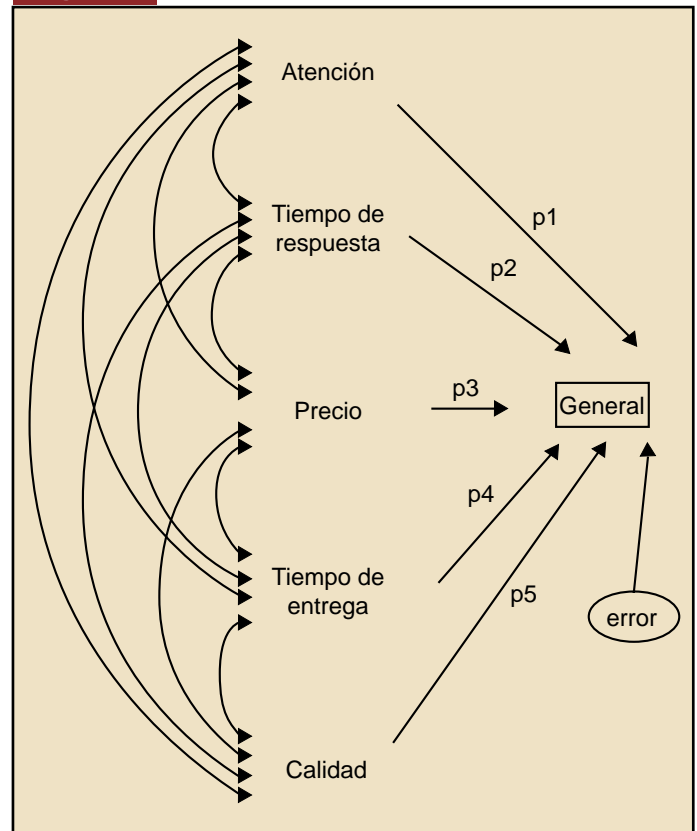 Atención
Tiempo de
respuesta
p1
p2
Precio
p3
General
p4
Tiempo de
entrega
p5
error
Calidad